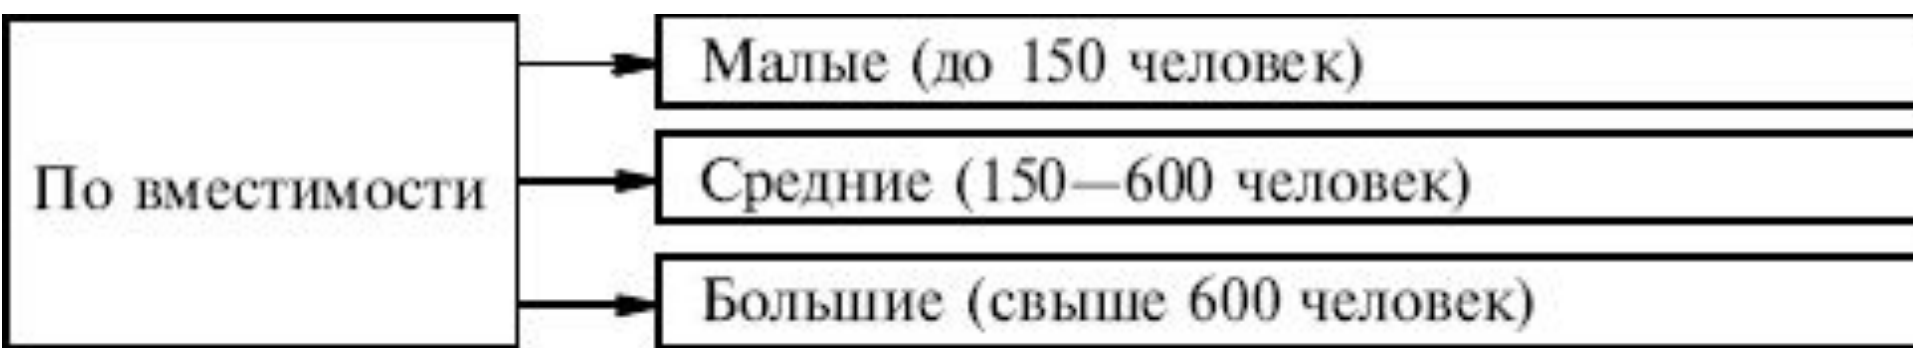 По вместимости
Малые (до 150 человек)
Средние (150—600 человек)
Большие (свыше 600 человек)